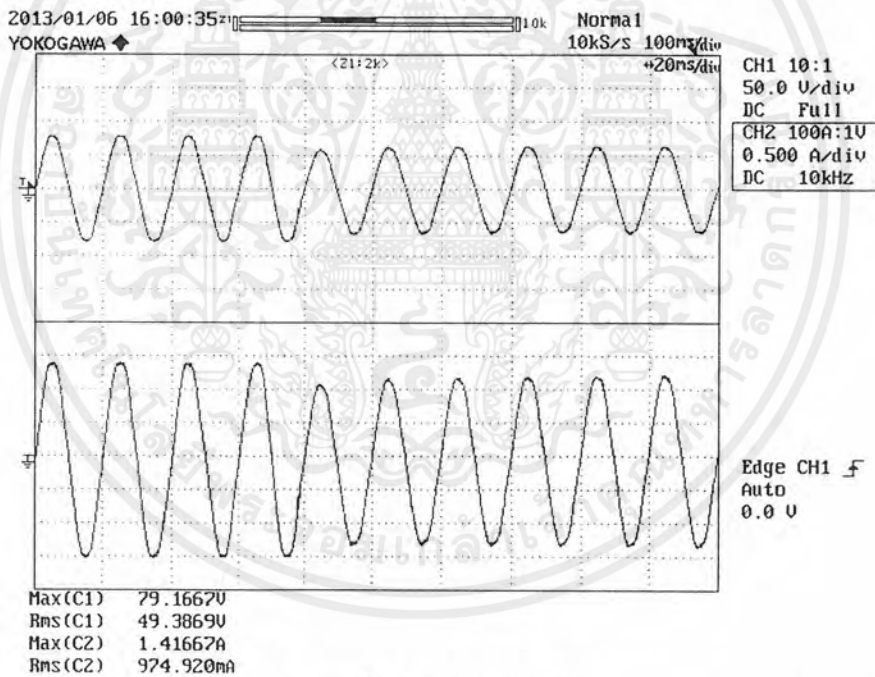 2013/01/06 16:00:35
10k
Normal
YOKOGAWA
10kS/s 100ms/div
<21:2k>
20ms/div
CH1 10:1
50.0 V/div
DC Full
CH2 100A:1V
0.500 A/div
DC 10kHz
Edge CH1
Auto
0.0 V
Max(C1) 79.1667V
Rms(C1) 49.3869V
Max(C2) 1.41667A
Rms(C2) 974.920mA